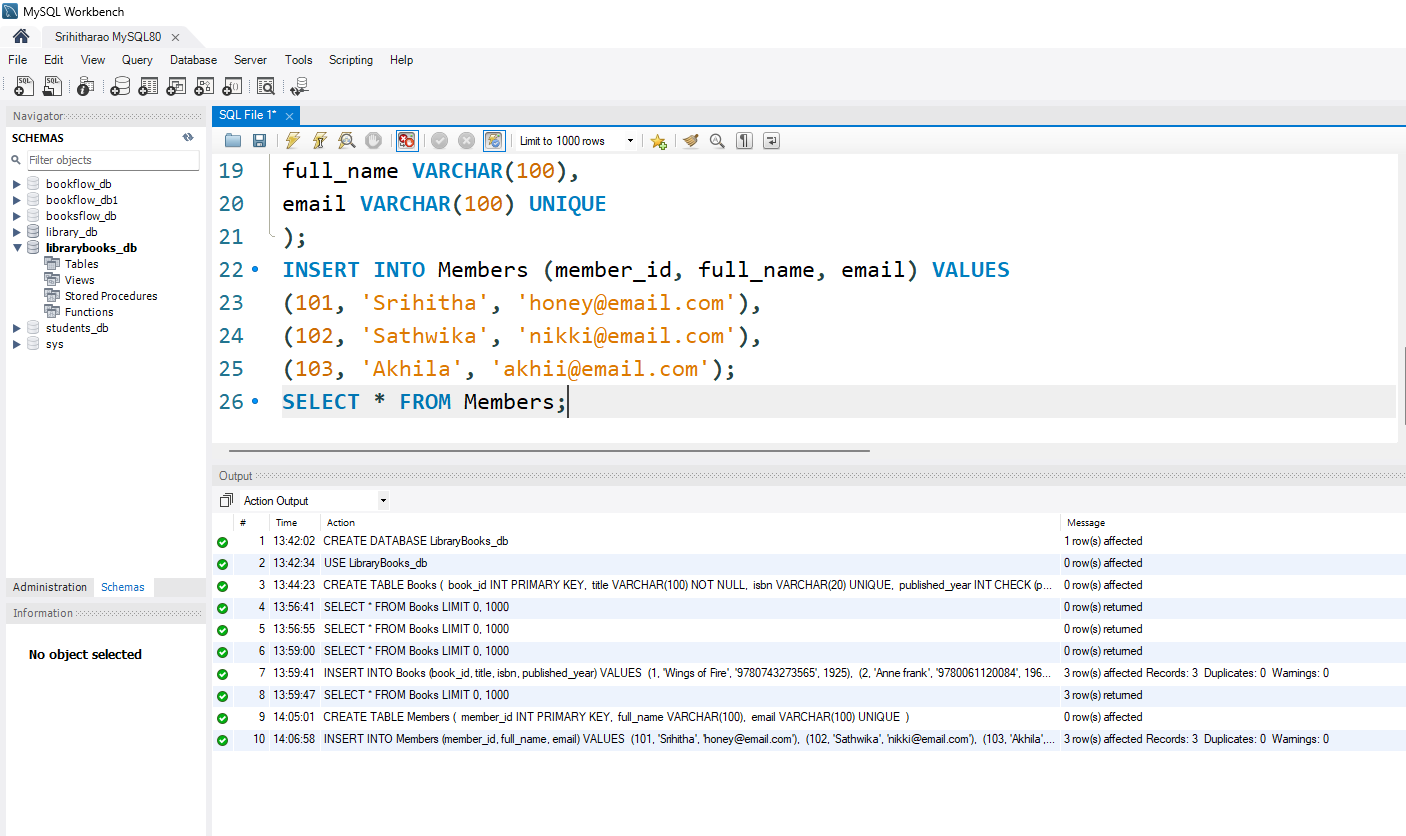 MySQL Workbench
Srihitharao MySQL80
File Edit View Query Database Server Tools Scripting Help
Navigator
SCHEMAS
Filter objects
bookflow_db
bookflow_db1
booksflow_db
library_db
librarybooks_db
Tables
Views
Stored Procedures
Functions
students_db
sys
Administration Schemas
Information
No object selected
SQL File 1*
Limit to 1000 rows
19 full_name VARCHAR(100),
20 email VARCHAR(100) UNIQUE
21 );
22 INSERT INTO Members (member_id, full_name, email) VALUES
23 (101, 'Srihitha', 'honey@email.com'),
24 (102, 'Sathwika', 'nikki@email.com'),
25 (103, 'Akhila', 'akhii@email.com');
26 SELECT * FROM Members;
Output
Action Output
# Time Action Message
1 13:42:02 CREATE DATABASE LibraryBooks_db 1 row(s) affected
2 13:42:34 USE LibraryBooks_db 0 row(s) affected
3 13:44:23 CREATE TABLE Books ( book_id INT PRIMARY KEY, title VARCHAR(100) NOT NULL, isbn VARCHAR(20) UNIQUE, published_year INT CHECK (p... 0 row(s) affected
4 13:56:41 SELECT * FROM Books LIMIT 0, 1000 0 row(s) returned
5 13:56:55 SELECT * FROM Books LIMIT 0, 1000 0 row(s) returned
6 13:59:00 SELECT * FROM Books LIMIT 0, 1000 0 row(s) returned
7 13:59:41 INSERT INTO Books (book_id, title, isbn, published_year) VALUES (1, 'Wings of Fire', '9780743273565', 1925), (2, 'Anne frank', '9780061120084', 196... 3 row(s) affected Records: 3 Duplicates: 0 Warnings: 0
8 13:59:47 SELECT * FROM Books LIMIT 0, 1000 3 row(s) returned
9 14:05:01 CREATE TABLE Members ( member_id INT PRIMARY KEY, full_name VARCHAR(100), email VARCHAR(100) UNIQUE ) 0 row(s) affected
10 14:06:58 INSERT INTO Members (member_id, full_name, email) VALUES (101, 'Srihitha', 'honey@email.com'), (102, 'Sathwika', 'nikki@email.com'), (103, 'Akhila',... 3 row(s) affected Records: 3 Duplicates: 0 Warnings: 0